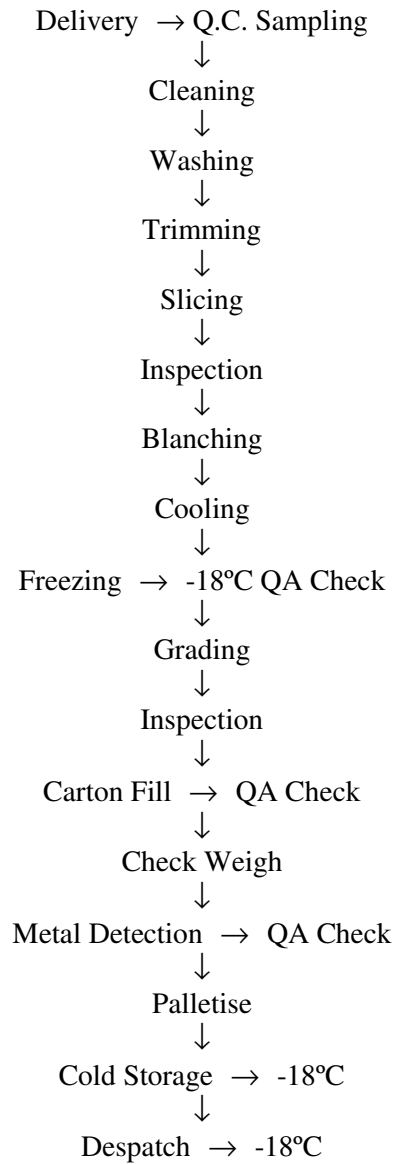 Delivery → Q.C. Sampling
↓
Cleaning
↓
Washing
↓
Trimming
↓
Slicing
↓
Inspection
↓
Blanching
↓
Cooling
↓
Freezing → -18ºC QA Check
↓
Grading
↓
Inspection
↓
Carton Fill → QA Check
↓
Check Weigh
↓
Metal Detection → QA Check
↓
Palletise
↓
Cold Storage → -18ºC
↓
Despatch → -18ºC